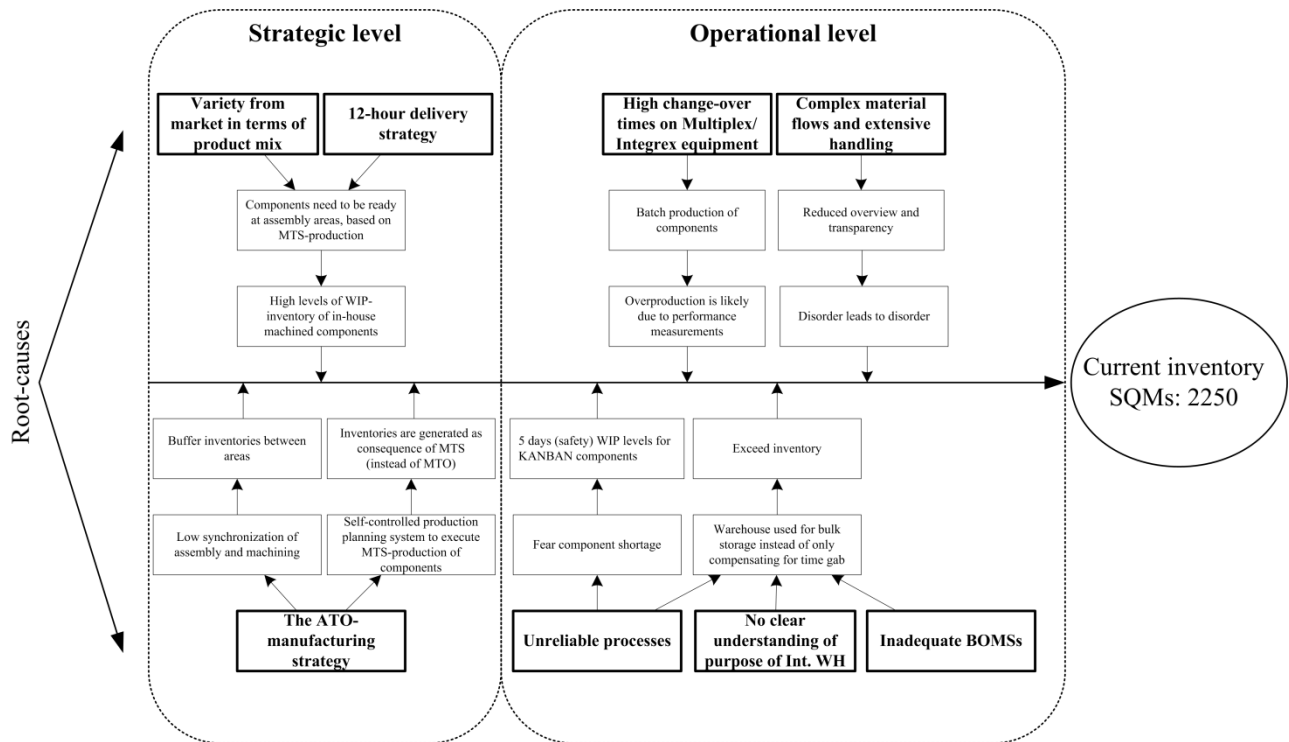 Strategic level
Operational level
Variety from
market in terms of
product mix
12-hour delivery
strategy
High change-over
times on Multiplex/
Integrex equipment
Complex material
flows and extensive
handling
Components need to be ready
at assembly areas, based on
MTS-production
Batch production of
components
Reduced overview and
transparency
High levels of WIP-
inventory of in-house
machined components
Overproduction is likely
due to performance
measurements
Disorder leads to disorder
Root-causes
Current inventory
SQMs: 2250
Buffer inventories between
areas
Inventories are generated as
consequence of MTS
(instead of MTO)
5 days (safety) WIP levels for
KANBAN components
Exceed inventory
Low synchronization of
assembly and machining
Self-controlled production
planning system to execute
MTS-production of
components
Fear component shortage
Warehouse used for bulk
storage instead of only
compensating for time gab
The ATO-
manufacturing
strategy
Unreliable processes
No clear
understanding of
purpose of Int. WH
Inadequate BOMSs